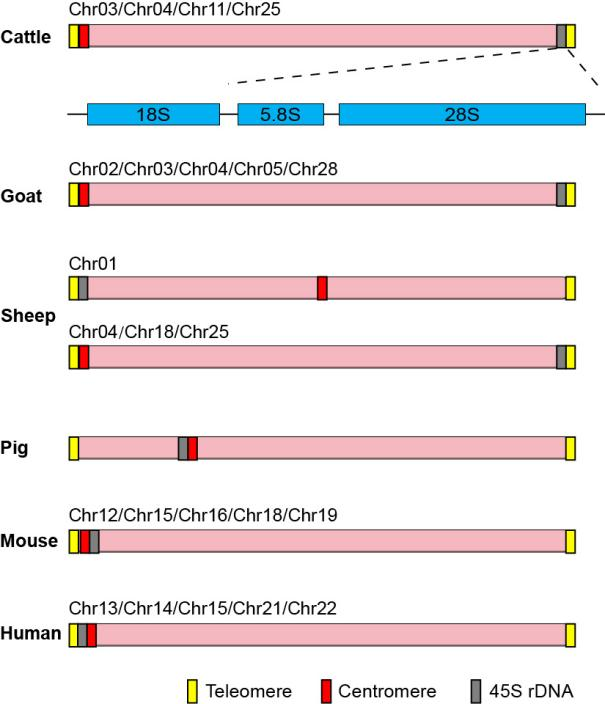 Chr03/Chr04/Chr11/Chr25
Cattle
18S 5.8S 28S
Chr02/Chr03/Chr04/Chr05/Chr28
Goat
Chr01
Sheep
Chr04/Chr18/Chr25
Pig
Chr12/Chr15/Chr16/Chr18/Chr19
Mouse
Chr13/Chr14/Chr15/Chr21/Chr22
Human
Teleomere Centromere 45S rDNA